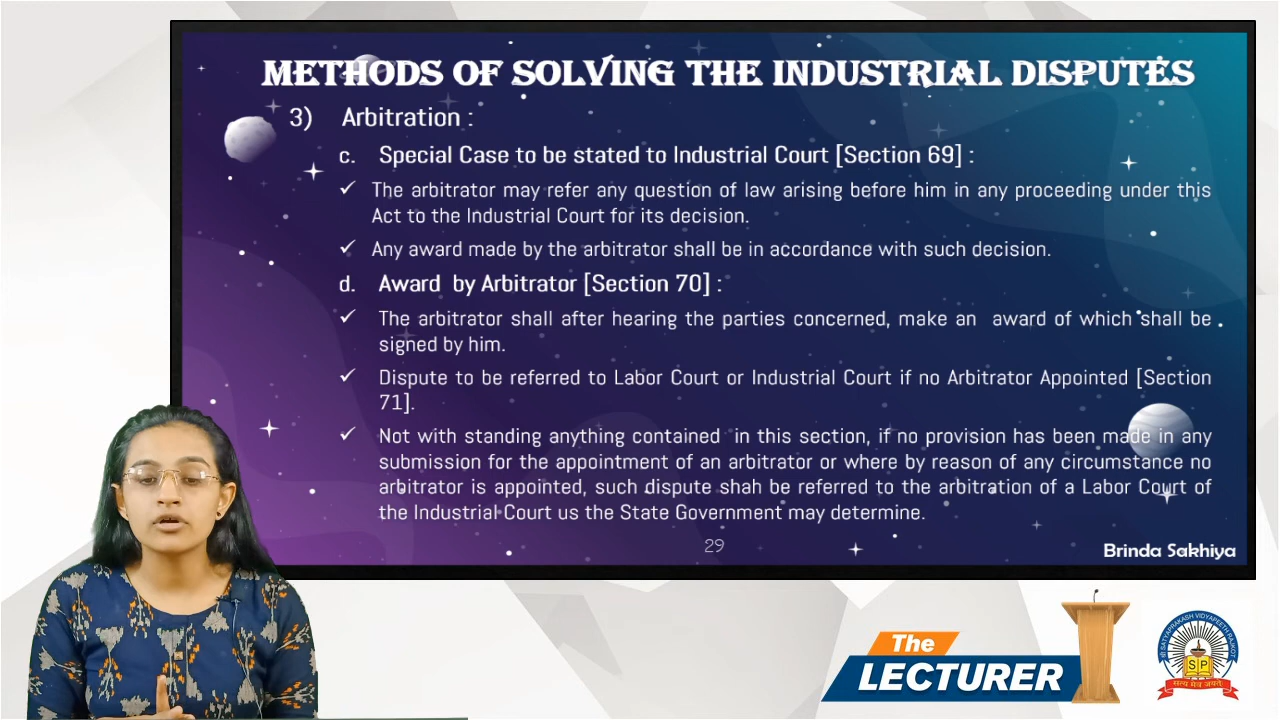 METHODS OF SOLVING THE INDUSTRIAL DISPUTES
3) Arbitration :
c. Special Case to be stated to Industrial Court [Section 69] :
✓ The arbitrator may refer any question of law arising before him in any proceeding under this
Act to the Industrial Court for its decision.
✓ Any award made by the arbitrator shall be in accordance with such decision.
d. Award by Arbitrator [Section 70] :
✓ The arbitrator shall after hearing the parties concerned, make an award of which shall be
signed by him.
✓ Dispute to be referred to Labor Court or Industrial Court if no Arbitrator Appointed [Section
71].
✓ Not with standing anything contained in this section, if no provision has been made in any
submission for the appointment of an arbitrator or where by reason of any circumstance no
arbitrator is appointed, such dispute shah be referred to the arbitration of a Labor Court of
the Industrial Court us the State Government may determine.
29
Brinda Sakhiya
The
LECTURER
SATYAPRAKASH VIDYAPEETH RAJKOT
S P
सत्य मेव जयते